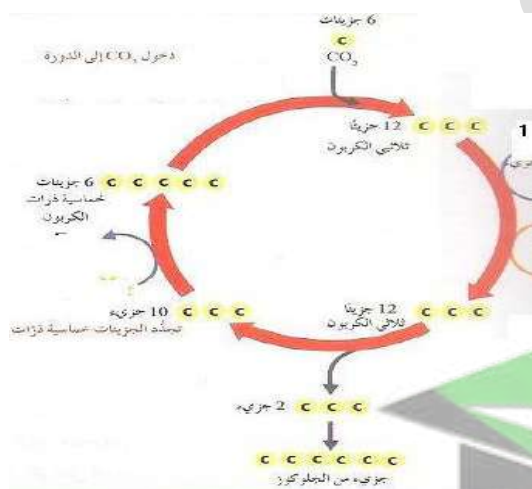 6 جزيئات
C
CO₂
دخول CO₂ إلى الدورة
12 جزيئا C C C
ثلاثي الكربون
1
6 جزيئات C C C C C
خماسية ذرات
الكربون
12 جزيئا C C C
ثلاثي الكربون
10 جزيء C C C
تجدد الجزيئات خماسية ذرات
2 جزيء C C C
C C C C C C
جزيء من الجلوكوز